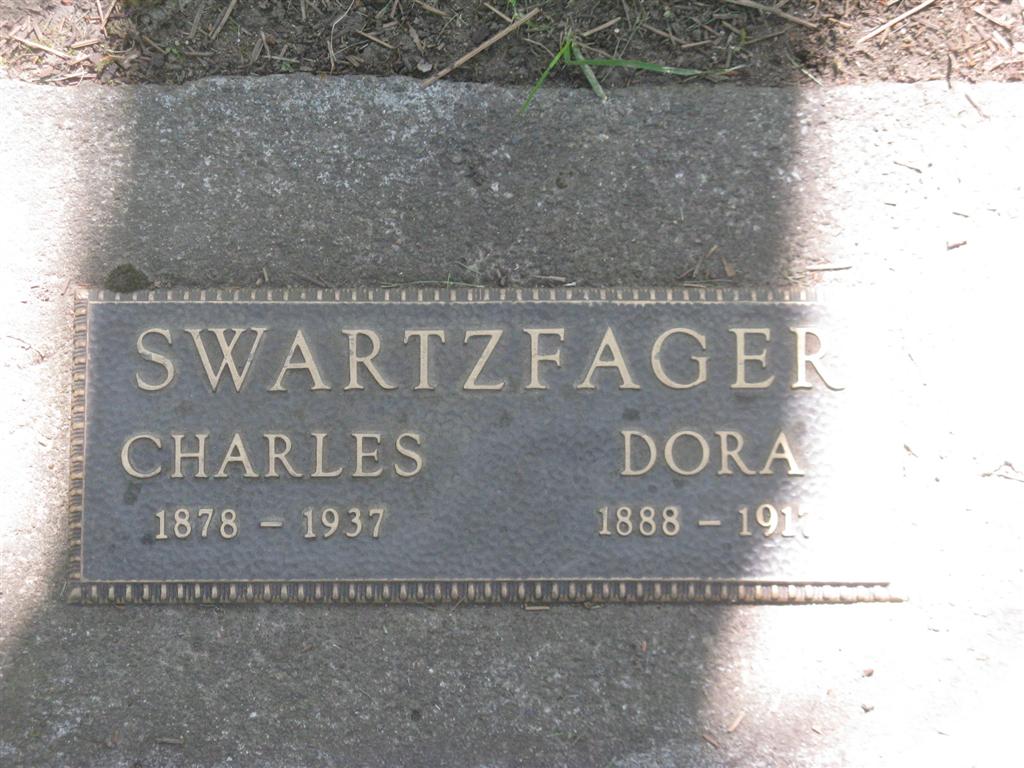 SWARTZFAGER
CHARLES DORA
1878 – 1937 1888 –